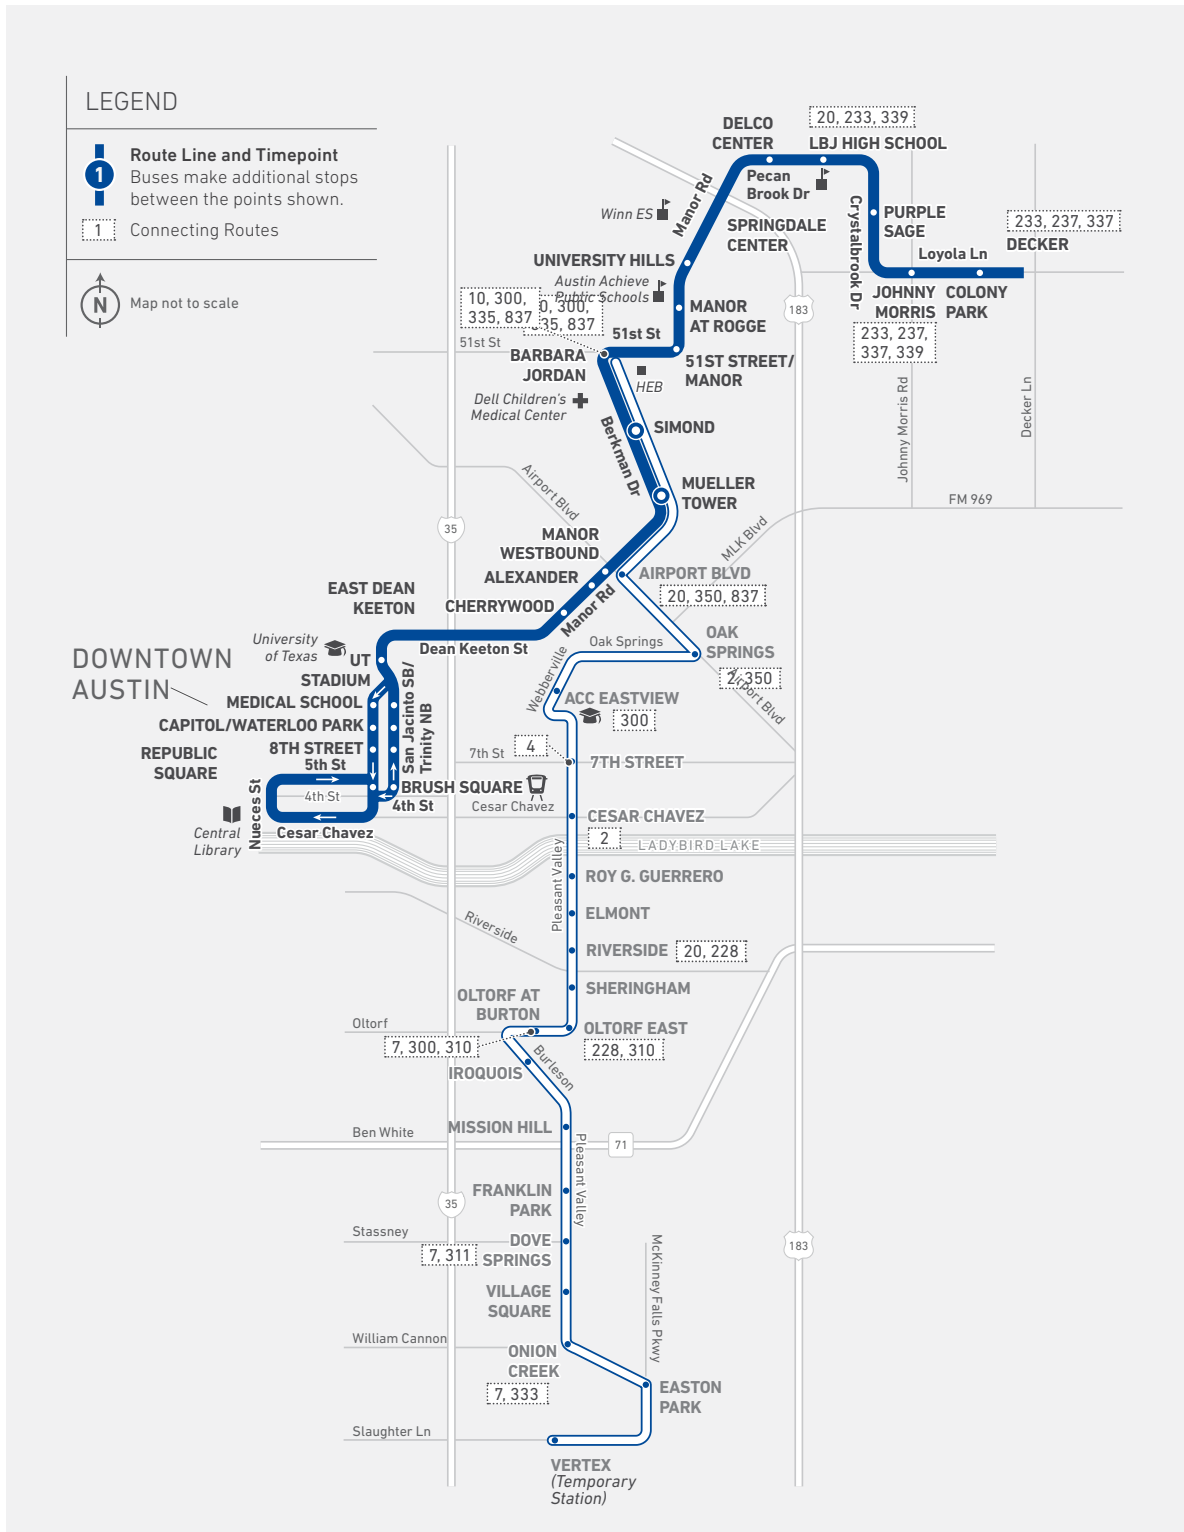 LEGEND
1
Route Line and Timepoint
Buses make additional stops
between the points shown.
1
Connecting Routes
N
Map not to scale
20, 233, 339
DELCO
CENTER
LBJ HIGH SCHOOL
Pecan
Brook Dr
Manor Rd
Winn ES
SPRINGDALE
CENTER
Crystalbrook Dr
PURPLE
SAGE
233, 237, 337
DECKER
Loyola Ln
UNIVERSITY HILLS
Austin Achieve
Public Schools
JOHNNY
MORRIS
COLONY
PARK
183
233, 237,
337, 339
10, 300,
335, 837
0, 300,
335, 837
MANOR
AT ROGGE
51st St
51st St
BARBARA
JORDAN
51ST STREET/
MANOR
HEB
Dell Children's
Medical Center
Johnny Morris Rd
Decker Ln
SIMOND
Berkman Dr
MUELLER
TOWER
Airport Blvd
FM 969
35
MLK Blvd
MANOR
WESTBOUND
ALEXANDER
AIRPORT BLVD
20, 350, 837
EAST DEAN
KEETON
CHERRYWOOD
Manor Rd
Dean Keeton St
Oak Springs
OAK
SPRINGS
2, 350
Airport Blvd
University
of Texas
UT
STADIUM
DOWNTOWN
AUSTIN
San Jacinto SB/
Trinity NB
Webberville
ACC EASTVIEW
300
MEDICAL SCHOOL
CAPITOL/WATERLOO PARK
8TH STREET
REPUBLIC
SQUARE
5th St
4
7th St
7TH STREET
Nueces St
4th St
4th St
BRUSH SQUARE
Cesar Chavez
Cesar Chavez
CESAR CHAVEZ
2
Central
Library
LADYBIRD LAKE
Pleasant Valley
ROY G. GUERRERO
ELMONT
Riverside
RIVERSIDE
20, 228
SHERINGHAM
OLTORF AT
BURTON
Oltorf
OLTORF EAST
228, 310
7, 300, 310
Burleson
IROQUOIS
MISSION HILL
Ben White
71
Pleasant Valley
FRANKLIN
PARK
35
Stassney
7, 311
DOVE
SPRINGS
183
McKinney Falls Pkwy
VILLAGE
SQUARE
William Cannon
ONION
CREEK
7, 333
EASTON
PARK
Slaughter Ln
VERTEX
(Temporary
Station)